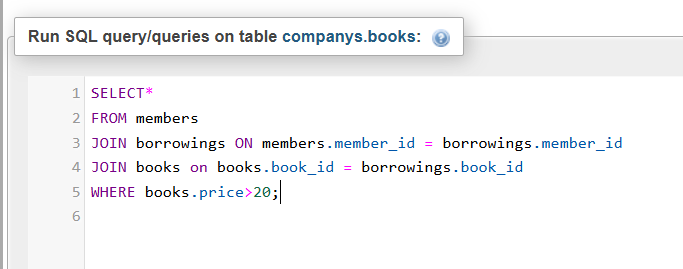 Run SQL query/queries on table companys.books:
1 SELECT*
2 FROM members
3 JOIN borrowings ON members.member_id = borrowings.member_id
4 JOIN books on books.book_id = borrowings.book_id
5 WHERE books.price>20;
6